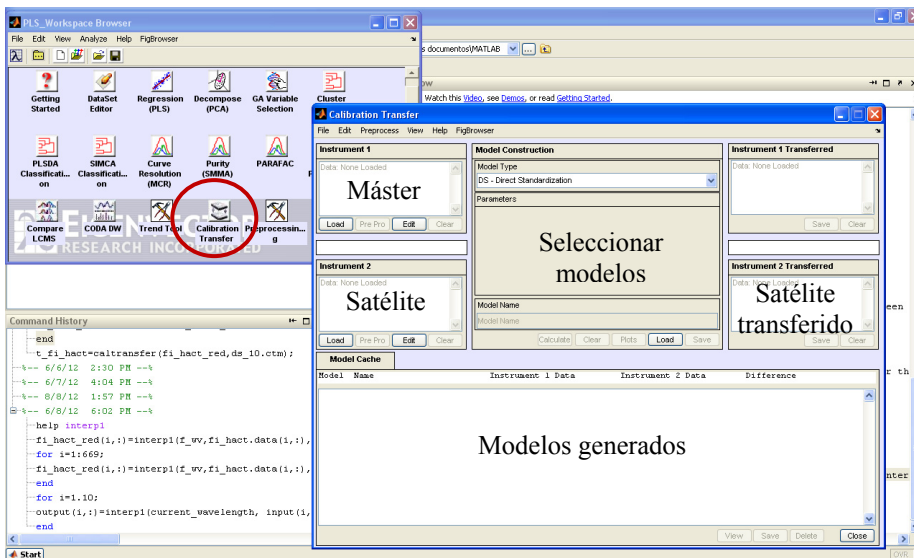 PLS_Workspace Browser
File Edit View Analyze Help FigBrowser
Getting Started
DataSet Editor
Regression (PLS)
Decompose (PCA)
GA Variable Selection
Cluster
PLSDA Classificati... on
SIMCA Classificati... on
Curve Resolution (MCR)
Purity (SMMA)
PARAFAC
Compare LCMS
CODA DW
Trend Tool
Calibration Transfer
Preprocessin... g
RESEARCH INCORPORATED
s documentos\MATLAB
ow
Watch this Video, see Demos, or read Getting Started.
Calibration Transfer
File Edit Preprocess View Help FigBrowser
Instrument 1
Data: None Loaded
Máster
Load Pre Pro Edit Clear
Instrument 2
Data: None Loaded
Satélite
Load Pre Pro Edit Clear
Model Construction
Model Type
DS - Direct Standardization
Parameters
Seleccionar
modelos
Model Name
Model Name
Calculate Clear Plots Load Save
Instrument 1 Transferred
Data: None Loaded
Save Clear
Instrument 2 Transferred
Data: None Loaded
Satélite
transferido
Save Clear
Model Cache
Model Name Instrument 1 Data Instrument 2 Data Difference
Modelos generados
View Save Delete Close
Command History
end
t_fi_hact=caltransfer(fi_hact_red,ds_10.ctm);
%-- 6/6/12 2:30 PM --%
%-- 6/7/12 4:04 PM --%
%-- 8/8/12 1:57 PM --%
%-- 6/8/12 6:02 PM --%
help interp1
fi_hact_red(i,:)=interp1(f_wv,fi_hact.data(i,:),
for i=1:669;
fi_hact_red(i,:)=interp1(f_wv,fi_hact.data(i,:),
end
for i=1.10;
output(i,:)=interp1(current_wavelength, input(i,
end
een
r th
nter
Start
OVR